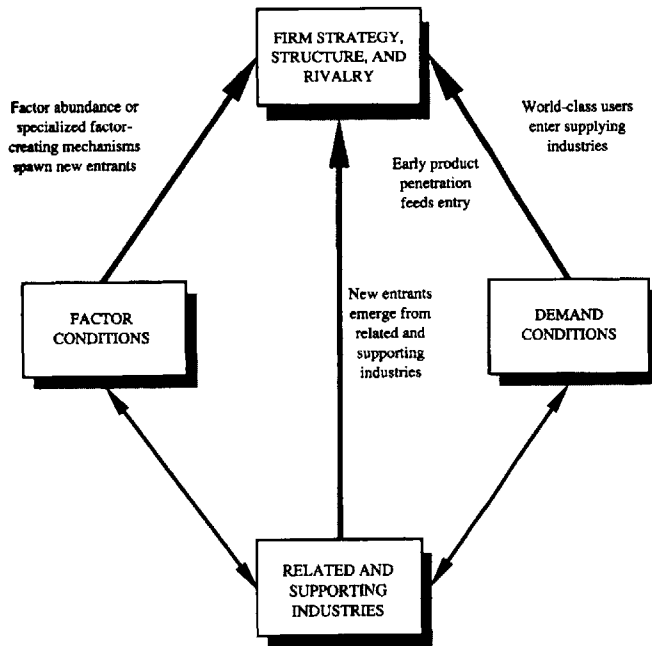 FIRM STRATEGY,
STRUCTURE, AND
RIVALRY
Factor abundance or
specialized factor-
creating mechanisms
spawn new entrants
World-class users
enter supplying
industries
Early product
penetration
feeds entry
FACTOR
CONDITIONS
New entrants
emerge from
related and
supporting
industries
DEMAND
CONDITIONS
RELATED AND
SUPPORTING
INDUSTRIES